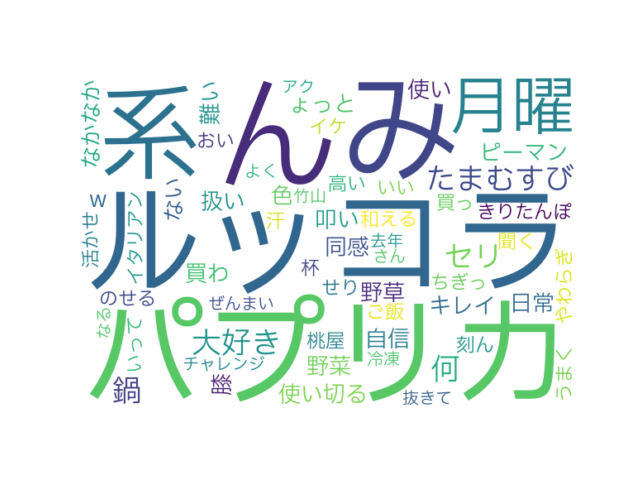 なかなか
系
難い
アク
よっと
イケ
おい
よく
んみ
使い
月曜
ピーマン
たまむすび
w
ない
扱い
色
竹山
高い
いい
買っ
きりたんぽ
活かせ
イタリアン
汗
叩い
和える
聞く
ルッコラ
同感
去年
さん
セリ
ちぎっ
やわらぎ
買わ
杯
せり
野草
キレイ
日常
のせる
ぜんまい
ご飯
パプリカ
なる
いって
大好き
桃屋
自信
刻ん
チャレンジ
野菜
冷凍
何
うまく
鍋
使い切る
抜きて